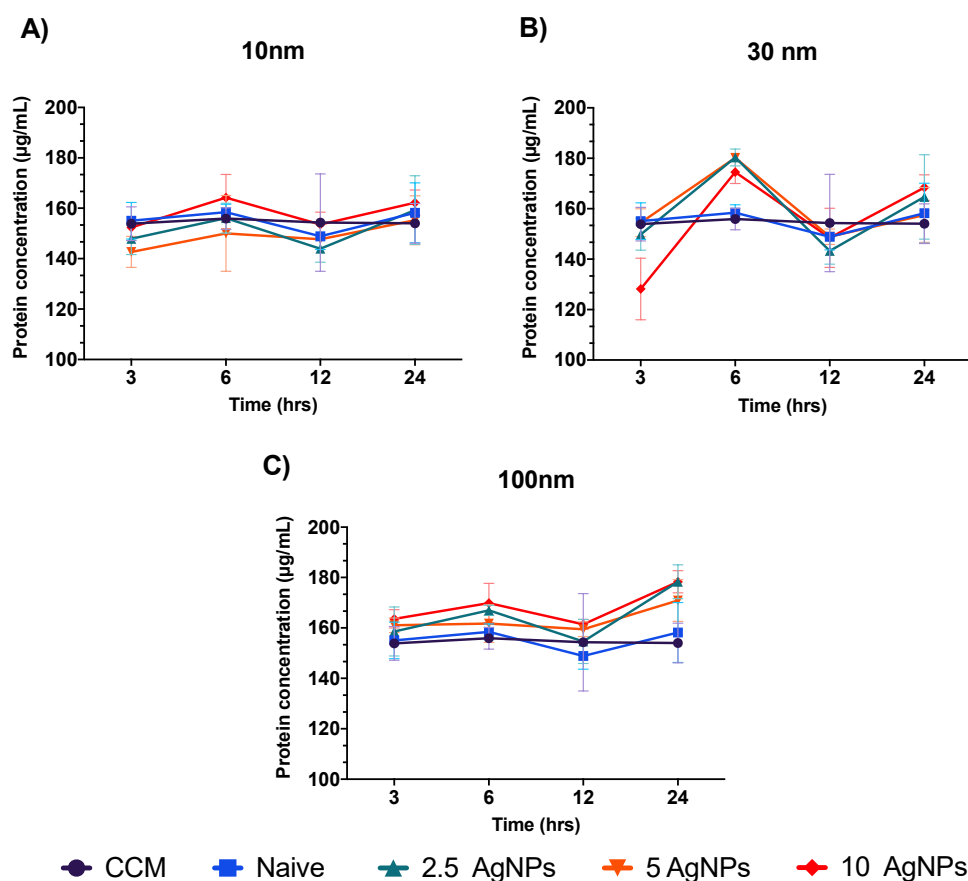 A)
10nm
Protein concentration (µg/mL)
200
180
160
140
120
100
3 6 12 24
Time (hrs)
B)
30 nm
Protein concentration (µg/mL)
200
180
160
140
120
100
3 6 12 24
Time (hrs)
C)
100nm
Protein concentration (µg/mL)
200
180
160
140
120
100
3 6 12 24
Time (hrs)
CCM Naive 2.5 AgNPs 5 AgNPs 10 AgNPs